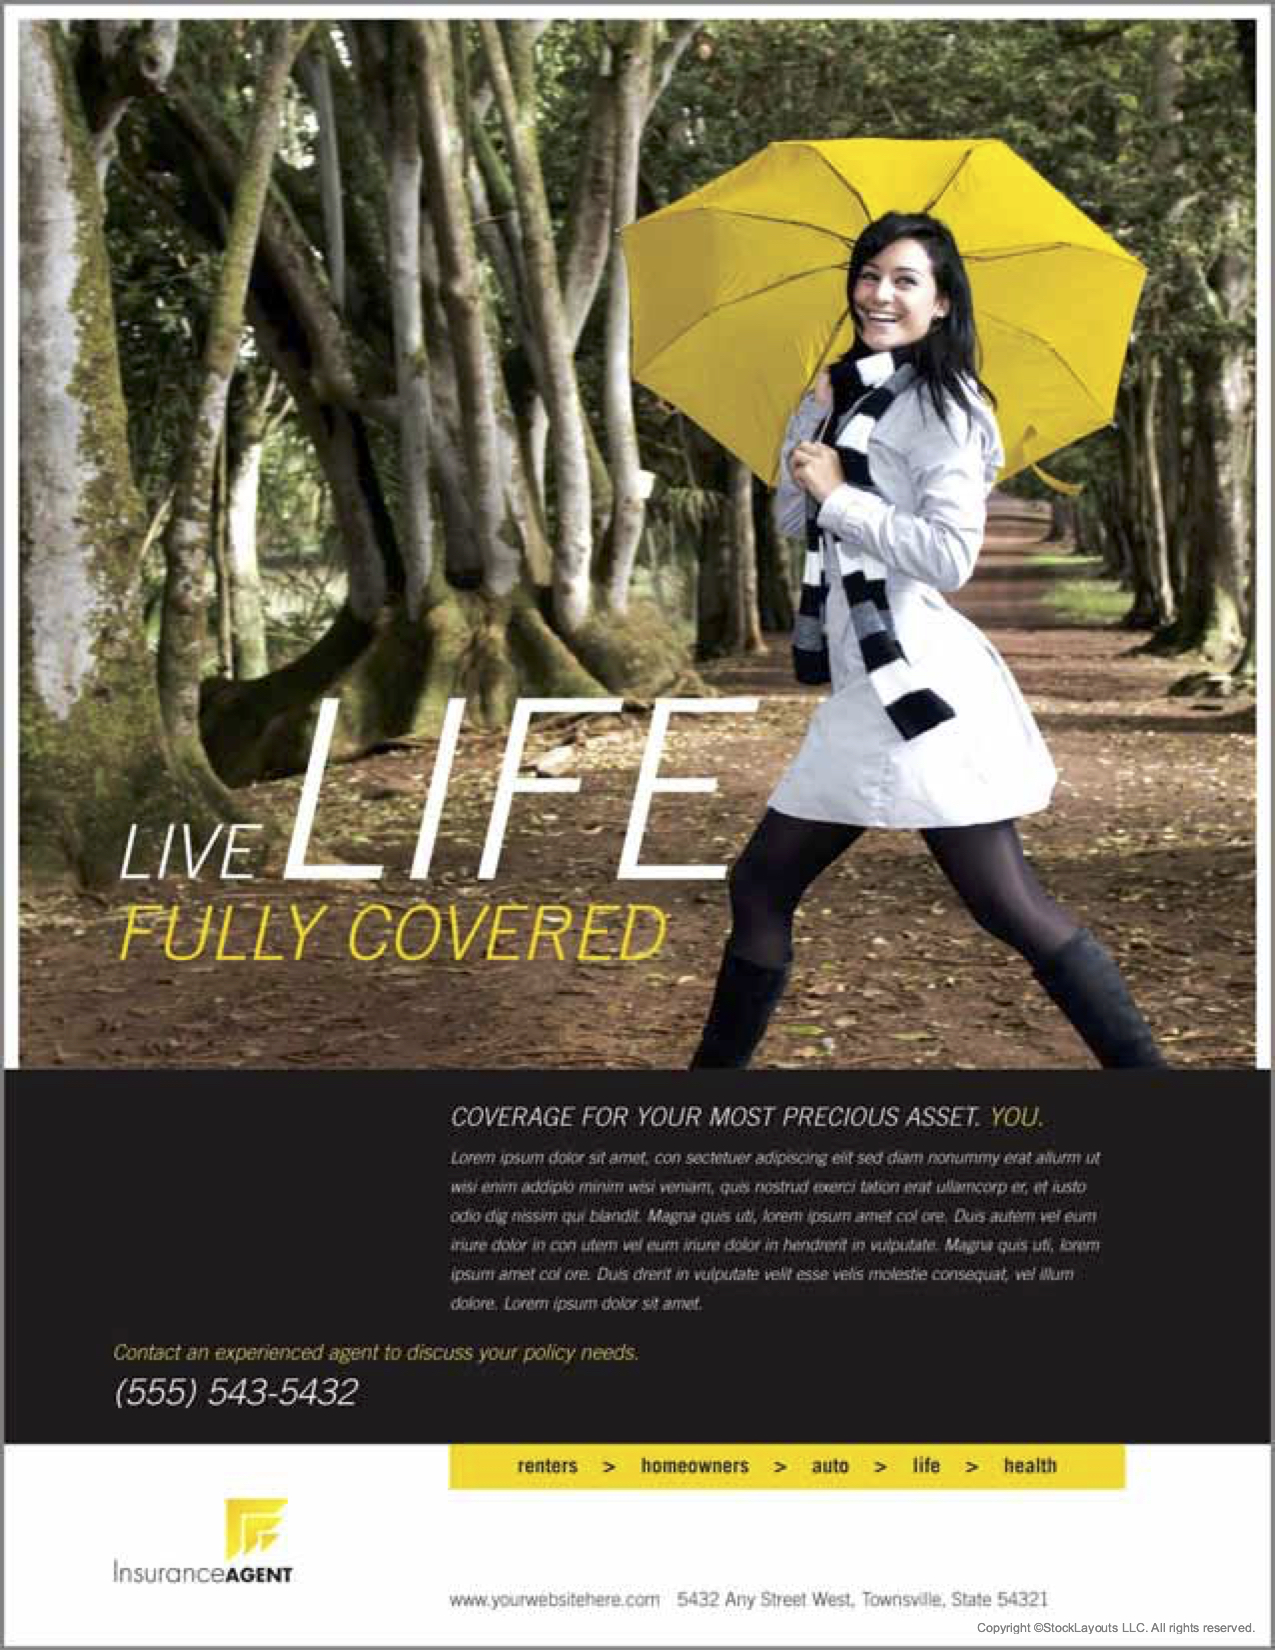 LIVE LIFE
FULLY COVERED
COVERAGE FOR YOUR MOST PRECIOUS ASSET. YOU.
Lorem ipsum dolor sit amet, con sectetuer adipiscing elit sed diam nonummy erat allurm ut
wisi enim addiplo minim wisi veniam, quis nostrud exerci tation erat ullamcorp er, et iusto
odio dig nissim qui blandit. Magna quis uti, lorem ipsum amet col ore. Duis autem vel eum
iriure dolor in con utem vel eum iriure dolor in hendrerit in vulputate. Magna quis uti, lorem
ipsum amet col ore. Duis drerit in vulputate velit esse velis molestie consequat, vel illum
dolore. Lorem ipsum dolor sit amet.
Contact an experienced agent to discuss your policy needs.
(555) 543-5432
renters > homeowners > auto > life > health
InsuranceAGENT
www.yourwebsitehere.com 5432 Any Street West, Townsville, State 54321
Copyright ©StockLayouts LLC. All rights reserved.